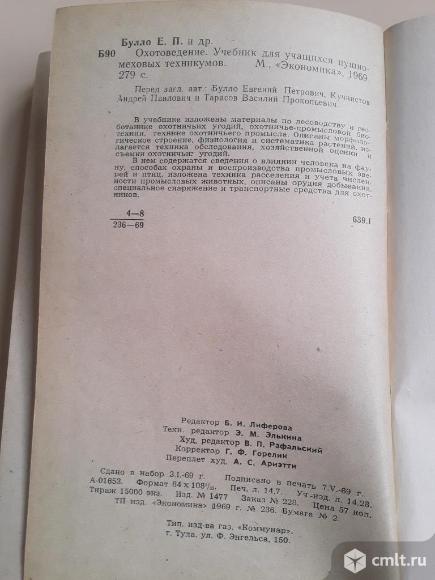 Булло Е. П. и др.
Б90 Охотоведение. Учебник для учащихся пушно-
меховых техникумов. М., «Экономика», 1969
279 с.
Перед загл. авт.: Булло Евгений Петрович,
Андрей Павлович и Тарасов Василий Прокопьевич.
В учебнике изложены материалы по лесоводству и гео-
ботанике охотничьих угодий, охотничье-промысловой био-
технии, технике охотничьего промысла. Описаны морфоло-
гическое строение, физиология и систематика растений, из-
лагается техника обследования, хозяйственной оценки и
съемки охотничьих угодий.
В нем содержатся сведения о влиянии человека на фау-
ну, способах охраны и воспроизводства промысловых зве-
рей и птиц, изложена техника расселения и учета числен-
ности промысловых животных, описаны орудия добывания,
специальное снаряжение и транспортные средства для охот-
ников.
4—8
236—69
639.1
Редактор Б. И. Лиферова
Техн. редактор Э. М. Элькина
Худ. редактор В. П. Рафальский
Корректор Г. Ф. Горелик
Переплет худ. А. С. Ариэтти
Сдано в набор 3.I.-69 г. Подписано в печать 7.V.-69 г.
А-01653. Формат 84 х 108¹/₃₂. Печ. л. 14,7. Уч.-изд. л. 14,28.
Тираж 15000 экз. Изд. № 1477 Заказ № 228. Цена 57 коп.
ТП изд. «Экономика» 1969 г. № 236. Бумага № 2.
Тип. изд-ва газ. «Коммунар»,
г. Тула, ул. Ф. Энгельса, 150.
cmlt.ru